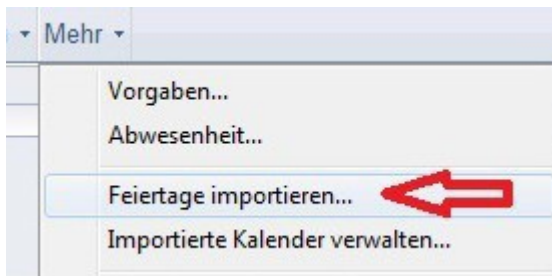 Mehr
Vorgaben...
Abwesenheit...
Feiertage importieren...
Importierte Kalender verwalten...